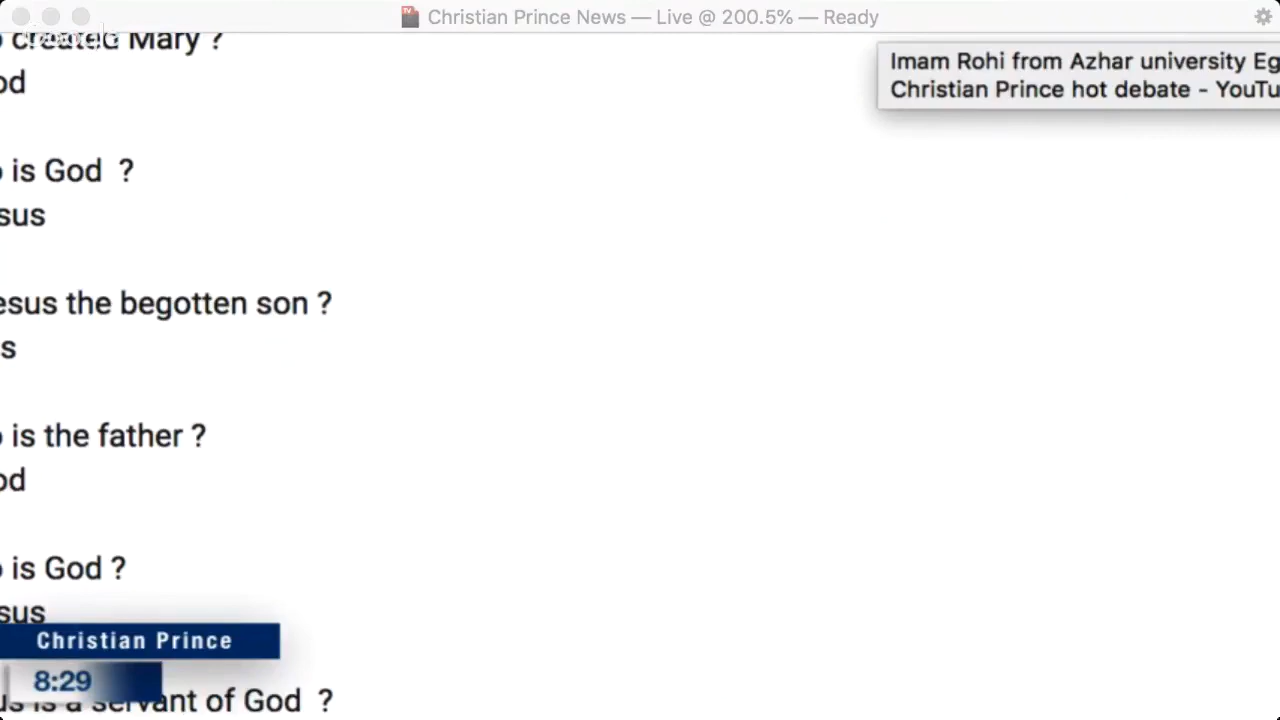 Christian Prince News — Live @ 200.5% — Ready
Imam Rohi from Azhar university Eg
Christian Prince hot debate - YouTu
o created Mary ?
od
o is God ?
sus
esus the begotten son ?
s
o is the father ?
od
o is God ?
sus
Christian Prince
8:29
us is a servant of God ?